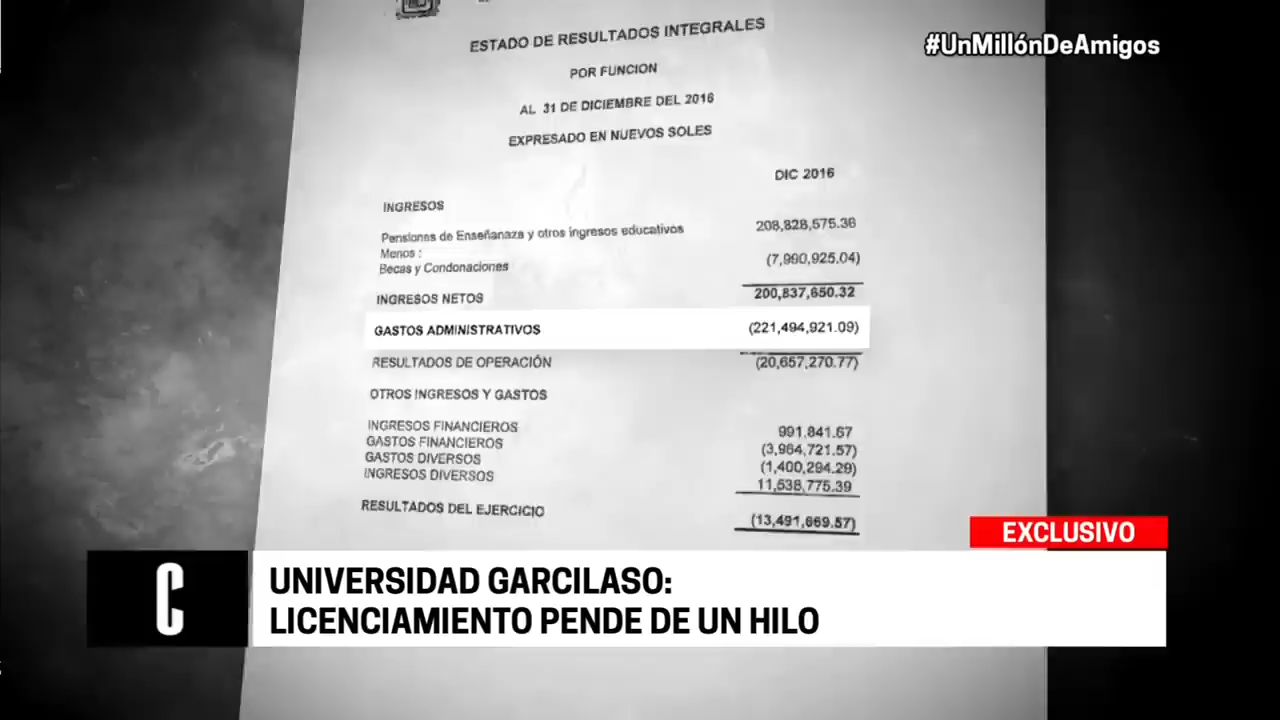 #UnMillónDeAmigos
ESTADO DE RESULTADOS INTEGRALES
POR FUNCION
AL 31 DE DICIEMBRE DEL 2016
EXPRESADO EN NUEVOS SOLES
DIC 2016
INGRESOS
Pensiones de Enseñanaza y otros ingresos educativos 208,828,575.36
Menos :
Becas y Condonaciones (7,990,925.04)
INGRESOS NETOS 200,837,650.32
GASTOS ADMINISTRATIVOS (221,494,921.09)
RESULTADOS DE OPERACIÓN (20,657,270.77)
OTROS INGRESOS Y GASTOS
INGRESOS FINANCIEROS 991,841.67
GASTOS FINANCIEROS (3,964,721.57)
GASTOS DIVERSOS (1,400,294.29)
INGRESOS DIVERSOS 11,538,775.39
RESULTADOS DEL EJERCICIO (13,491,669.57)
EXCLUSIVO
C
UNIVERSIDAD GARCILASO:
LICENCIAMIENTO PENDE DE UN HILO